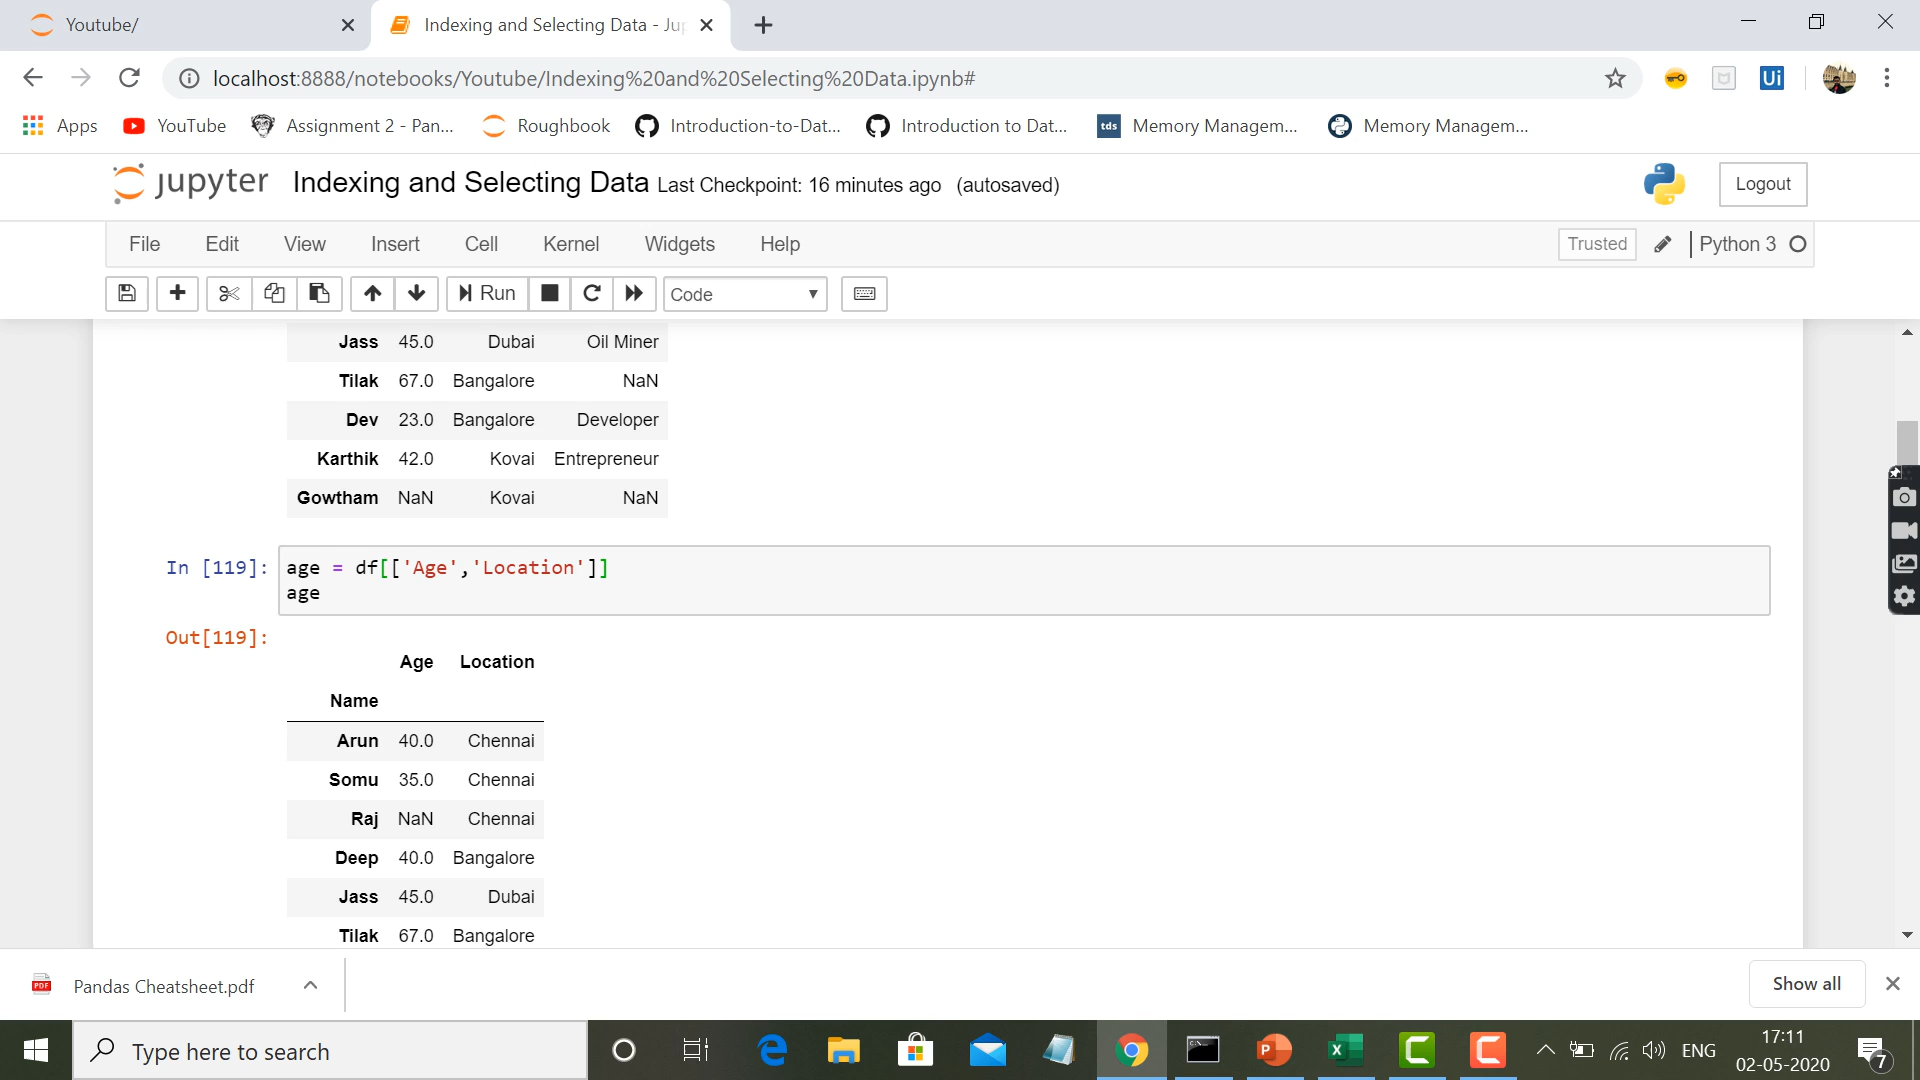 Youtube/
Indexing and Selecting Data - Jup
localhost:8888/notebooks/Youtube/Indexing%20and%20Selecting%20Data.ipynb#
Ui
Apps
YouTube
Assignment 2 - Pan...
Roughbook
Introduction-to-Dat...
Introduction to Dat...
tds
Memory Managem...
Memory Managem...
jupyter
Indexing and Selecting Data
Last Checkpoint: 16 minutes ago
(autosaved)
Logout
File
Edit
View
Insert
Cell
Kernel
Widgets
Help
Trusted
Python 3
Run
Code
Jass 45.0 Dubai Oil Miner
Tilak 67.0 Bangalore NaN
Dev 23.0 Bangalore Developer
Karthik 42.0 Kovai Entrepreneur
Gowtham NaN Kovai NaN
In [119]: age = df[['Age','Location']]
age
Out[119]:
Age Location
Name
Arun 40.0 Chennai
Somu 35.0 Chennai
Raj NaN Chennai
Deep 40.0 Bangalore
Jass 45.0 Dubai
Tilak 67.0 Bangalore
PDF
Pandas Cheatsheet.pdf
Show all
Type here to search
ENG
17:11
02-05-2020
7